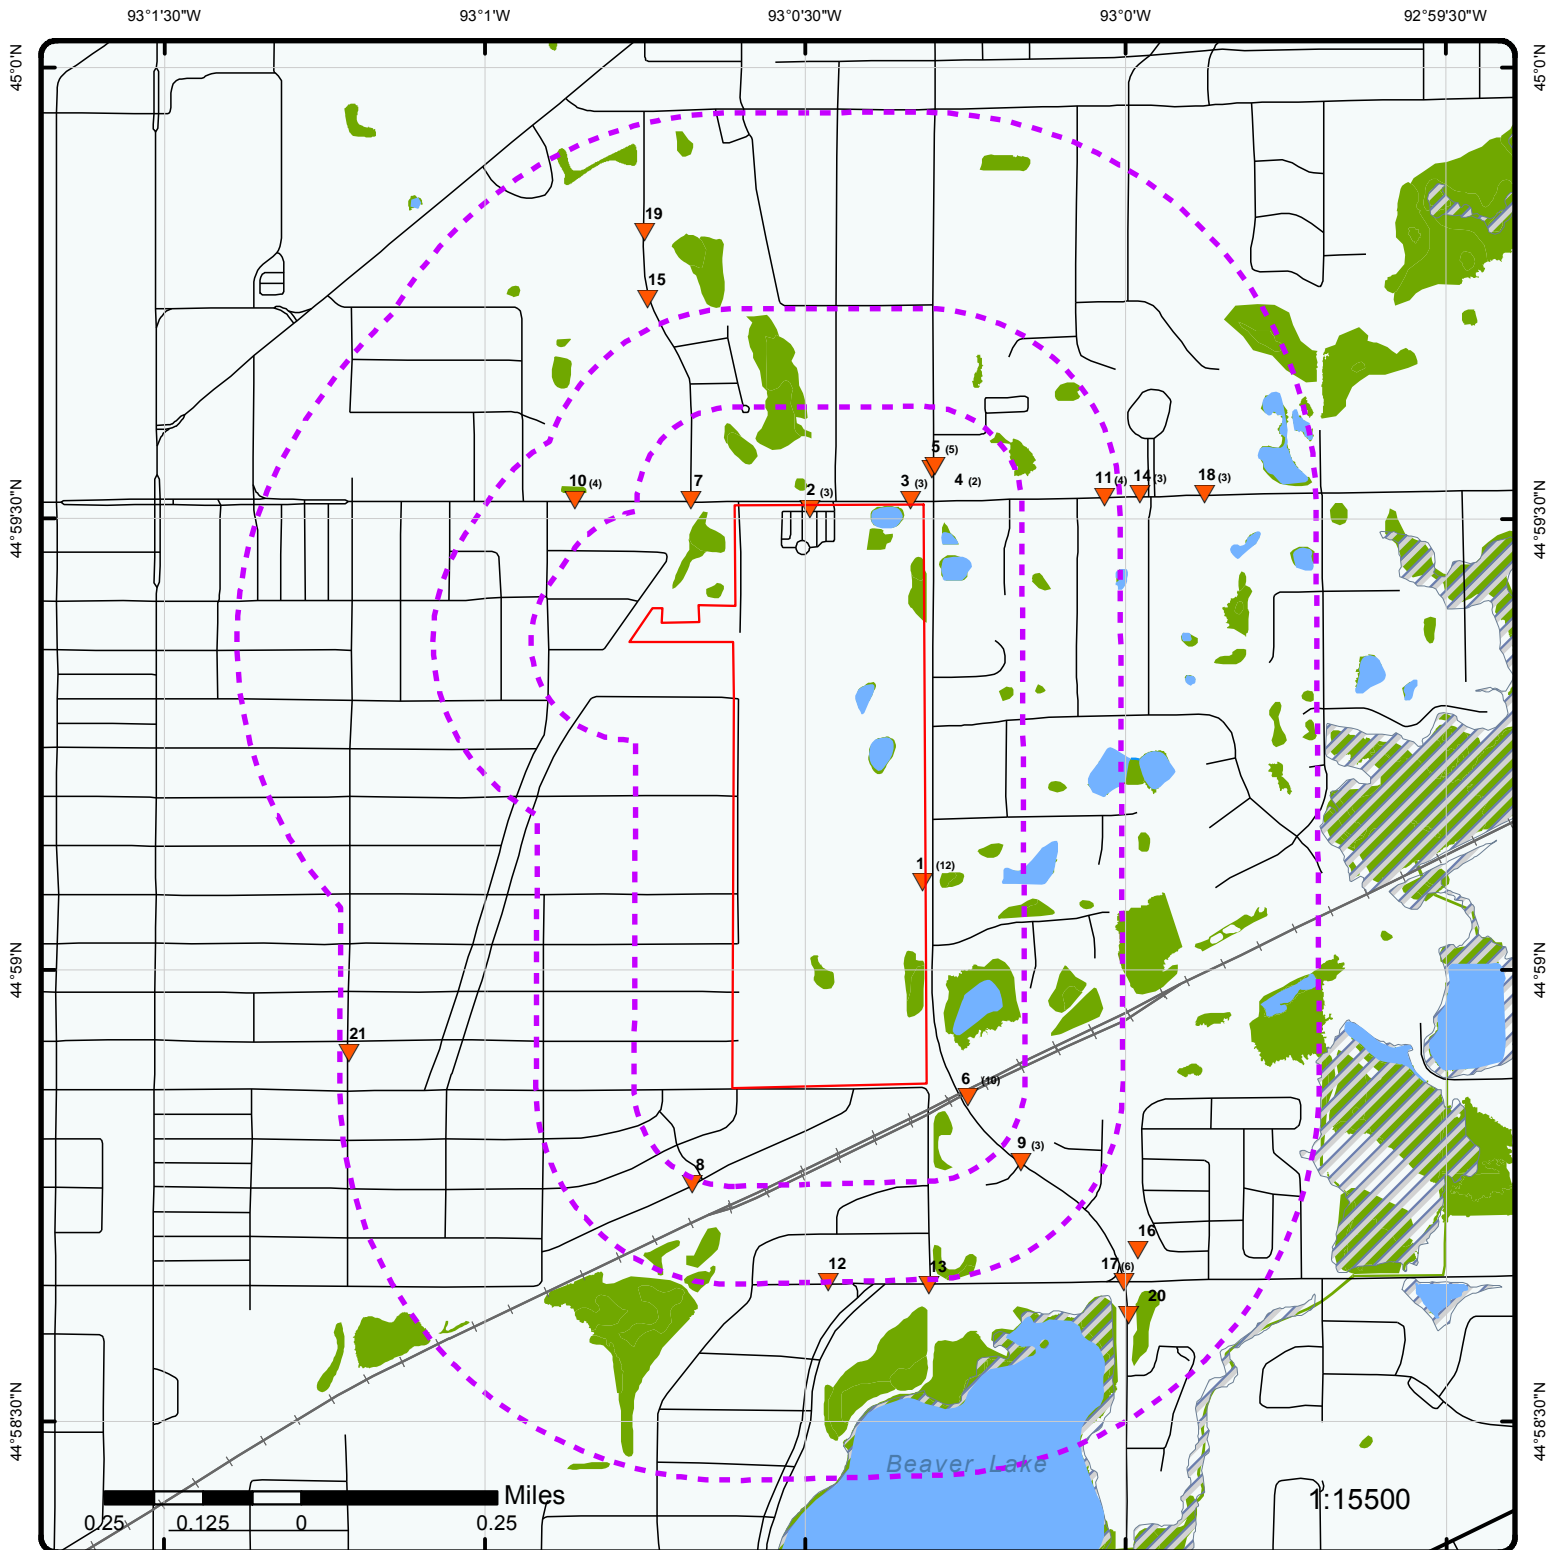 93°1'30"W 93°1'W 93°0'30"W 93°0'W 92°59'30"W
45°0'N 45°0'N
19
15
5 (5)
10 (4) 7 2 (3) 3 (3) 4 (2) 11 (4) 14 (3) 18 (3)
44°59'30"N 44°59'30"N
1 (12)
44°59'N 44°59'N
21
6 (10)
9 (3)
8
16
12 13 17 (6)
20
44°58'30"N 44°58'30"N
Beaver Lake
Miles 1:15500
0.25 0.125 0 0.25